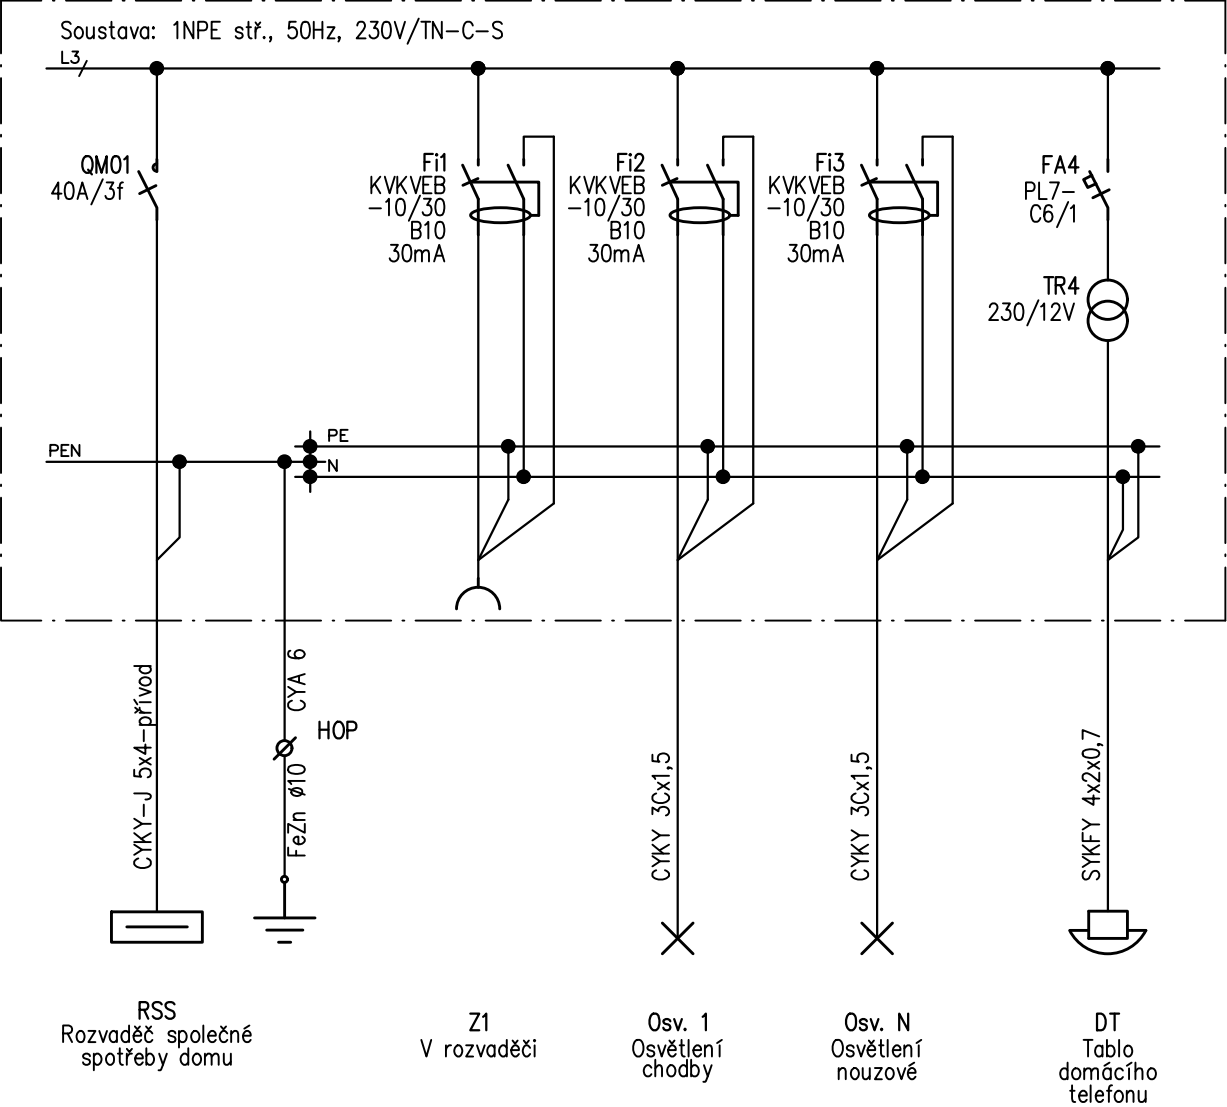 Soustava: 1NPE stř., 50Hz, 230V/TN-C-S
L3
QM01
40A/3f
Fi1
KVKVEB
-10/30
B10
30mA
Fi2
KVKVEB
-10/30
B10
30mA
Fi3
KVKVEB
-10/30
B10
30mA
FA4
PL7-
C6/1
TR4
230/12V
PEN
PE
N
CYKY-J 5x4-přívod
CYA 6
HOP
FeZn ø10
CYKY 3Cx1,5
CYKY 3Cx1,5
SYKFY 4x2x0,7
RSS
Rozvaděč společné
spotřeby domu
Z1
V rozvaděči
Osv. 1
Osvětlení
chodby
Osv. N
Osvětlení
nouzové
DT
Tablo
domácího
telefonu